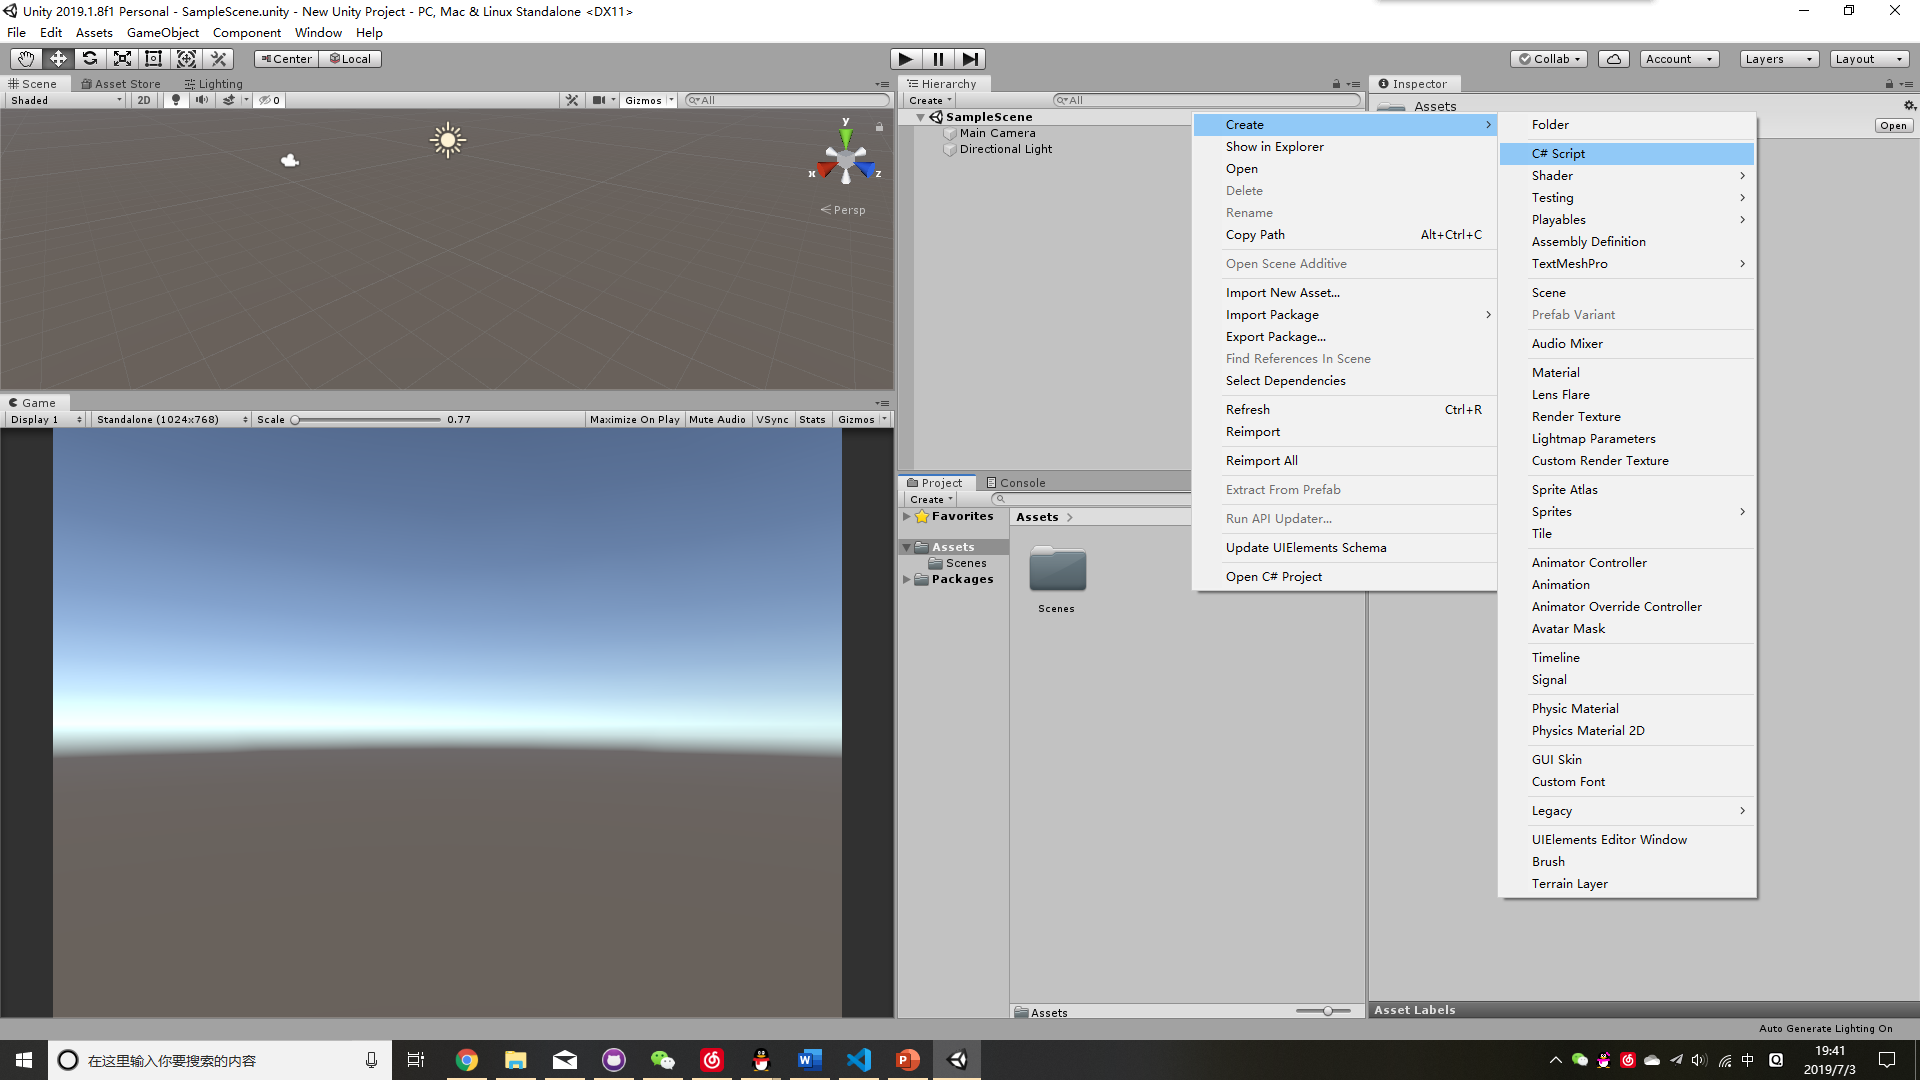 Unity 2019.1.8f1 Personal - SampleScene.unity - New Unity Project - PC, Mac & Linux Standalone <DX11>
File Edit Assets GameObject Component Window Help
Center Local
Collab Account Layers Layout
Scene Asset Store Lighting
Shaded 2D 0 Gizmos All
y
x
z
Persp
Game
Display 1 Standalone (1024x768) Scale 0.77 Maximize On Play Mute Audio VSync Stats Gizmos
Hierarchy
Create All
SampleScene
Main Camera
Directional Light
Project Console
Create
Favorites
Assets
Scenes
Packages
Assets
Scenes
Assets
Inspector
Assets
Open
Create
Show in Explorer
Open
Delete
Rename
Copy Path Alt+Ctrl+C
Open Scene Additive
Import New Asset...
Import Package
Export Package...
Find References In Scene
Select Dependencies
Refresh Ctrl+R
Reimport
Reimport All
Extract From Prefab
Run API Updater...
Update UIElements Schema
Open C# Project
Folder
C# Script
Shader
Testing
Playables
Assembly Definition
TextMeshPro
Scene
Prefab Variant
Audio Mixer
Material
Lens Flare
Render Texture
Lightmap Parameters
Custom Render Texture
Sprite Atlas
Sprites
Tile
Animator Controller
Animation
Animator Override Controller
Avatar Mask
Timeline
Signal
Physic Material
Physics Material 2D
GUI Skin
Custom Font
Legacy
UIElements Editor Window
Brush
Terrain Layer
Asset Labels
Auto Generate Lighting On
在这里输入你要搜索的内容
中
19:41
2019/7/3